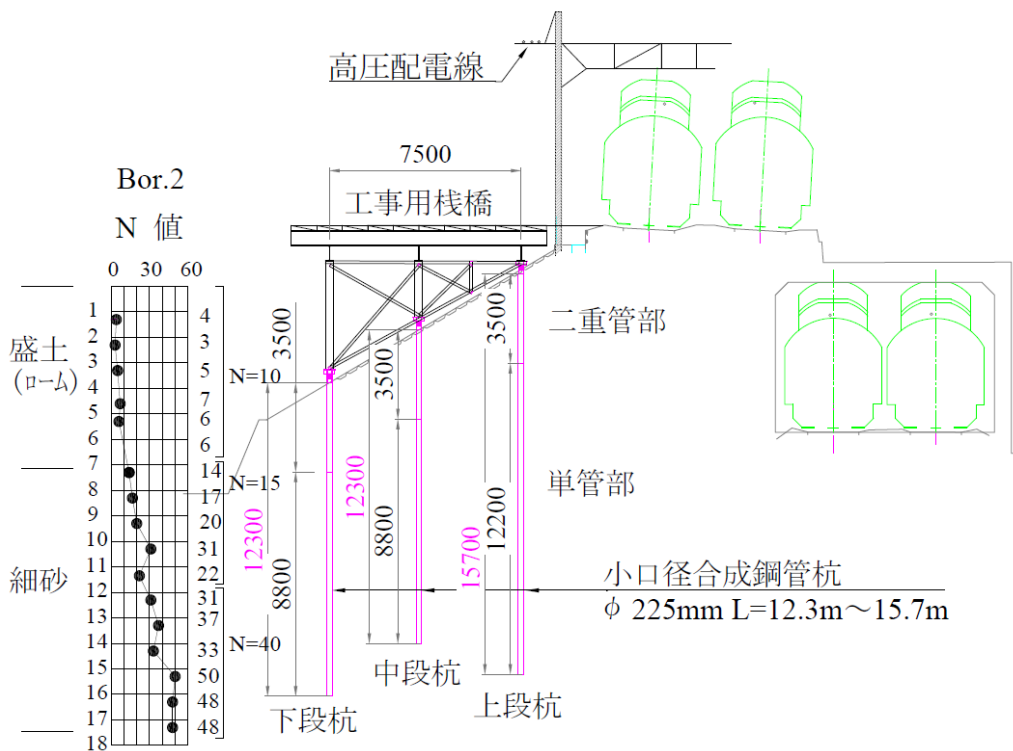 高圧配電線
7500
工事用桟橋
Bor.2
N 値
0 30 60
1
2
3
4
5
6
7
8
9
10
11
12
13
14
15
16
17
18
4
3
5
7
6
6
14
17
20
31
22
31
37
33
50
48
48
盛土
(ローム)
細砂
N=10
N=15
N=40
3500
8800
12300
3500
8800
12300
3500
12200
15700
二重管部
単管部
小口径合成鋼管杭
φ 225mm L=12.3m～15.7m
下段杭
中段杭
上段杭